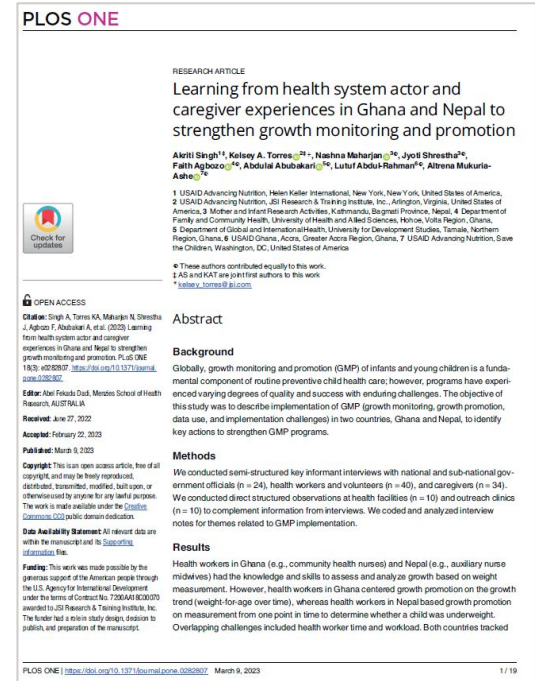 PLOS ONE
RESEARCH ARTICLE
Learning from health system actor and
caregiver experiences in Ghana and Nepal to
strengthen growth monitoring and promotion
Akriti Singh1‡, Kelsey A. Torres2‡*, Nashna Maharjan3☯, Jyoti Shrestha3☯,
Faith Agbozo4☯, Abdulai Abubakari5☯, Lutuf Abdul-Rahman6☯, Altrena Mukuria-
Ashe7☯
1 USAID Advancing Nutrition, Helen Keller International, New York, New York, United States of America,
2 USAID Advancing Nutrition, JSI Research & Training Institute, Inc., Arlington, Virginia, United States of
America, 3 Mother and Infant Research Activities, Kathmandu, Bagmati Province, Nepal, 4 Department of
Family and Community Health, University of Health and Allied Sciences, Hohoe, Volta Region, Ghana,
5 Department of Global and International Health, University for Development Studies, Tamale, Northern
Region, Ghana, 6 USAID Ghana, Accra, Greater Accra Region, Ghana, 7 USAID Advancing Nutrition, Save
the Children, Washington, DC, United States of America
☯ These authors contributed equally to this work.
‡ AS and KAT are joint first authors to this work
* kelsey_torres@jsi.com
Check for
updates
OPEN ACCESS
Citation: Singh A, Torres KA, Maharjan N, Shrestha
J, Agbozo F, Abubakari A, et al. (2023) Learning
from health system actor and caregiver
experiences in Ghana and Nepal to strengthen
growth monitoring and promotion. PLoS ONE
18(3): e0282807. https://doi.org/10.1371/journal.
pone.0282807
Editor: Abel Fekadu Dadi, Menzies School of Health
Research, AUSTRALIA
Received: June 27, 2022
Accepted: February 22, 2023
Published: March 9, 2023
Copyright: This is an open access article, free of all
copyright, and may be freely reproduced,
distributed, transmitted, modified, built upon, or
otherwise used by anyone for any lawful purpose.
The work is made available under the Creative
Commons CC0 public domain dedication.
Data Availability Statement: All relevant data are
within the manuscript and its Supporting
information files.
Funding: This work was made possible by the
generous support of the American people through
the U.S. Agency for International Development
under the terms of Contract No. 7200AA18C00070
awarded to JSI Research & Training Institute, Inc.
The funder had a role in study design, decision to
publish, and preparation of the manuscript.
Abstract
Background
Globally, growth monitoring and promotion (GMP) of infants and young children is a funda-
mental component of routine preventive child health care; however, programs have experi-
enced varying degrees of quality and success with enduring challenges. The objective of
this study was to describe implementation of GMP (growth monitoring, growth promotion,
data use, and implementation challenges) in two countries, Ghana and Nepal, to identify
key actions to strengthen GMP programs.
Methods
We conducted semi-structured key informant interviews with national and sub-national gov-
ernment officials (n = 24), health workers and volunteers (n = 40), and caregivers (n = 34).
We conducted direct structured observations at health facilities (n = 10) and outreach clinics
(n = 10) to complement information from interviews. We coded and analyzed interview
notes for themes related to GMP implementation.
Results
Health workers in Ghana (e.g., community health nurses) and Nepal (e.g., auxiliary nurse
midwives) had the knowledge and skills to assess and analyze growth based on weight
measurement. However, health workers in Ghana centered growth promotion on the growth
trend (weight-for-age over time), whereas health workers in Nepal based growth promotion
on measurement from one point in time to determine whether a child was underweight.
Overlapping challenges included health worker time and workload. Both countries tracked
PLOS ONE | https://doi.org/10.1371/journal.pone.0282807 March 9, 2023
1 / 19